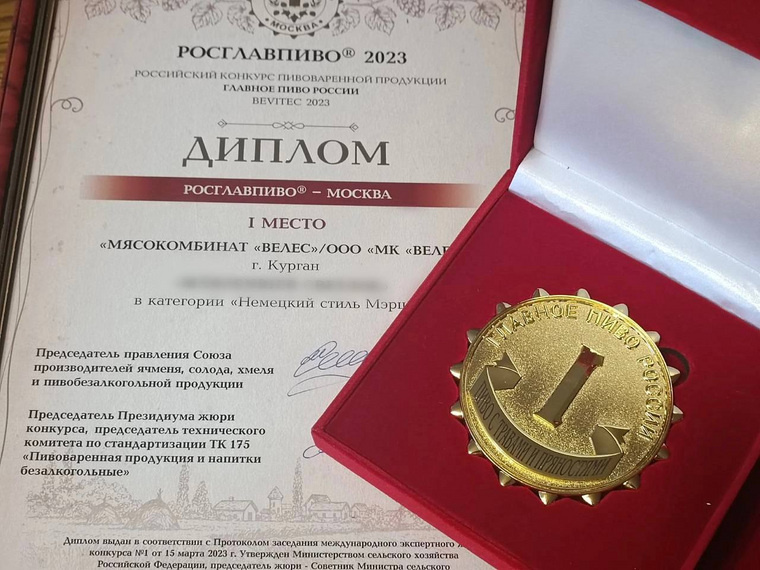 МОСКВА
РОСГЛАВПИВО® 2023
РОССИЙСКИЙ КОНКУРС ПИВОВАРЕННОЙ ПРОДУКЦИИ
ГЛАВНОЕ ПИВО РОССИИ
BEVITEC 2023
ДИПЛОМ
РОСГЛАВПИВО® – МОСКВА
I МЕСТО
«МЯСОКОМБИНАТ «ВЕЛЕС»/ООО «МК «ВЕЛЕ
г. Курган
в категории «Немецкий стиль Мэрц
Председатель правления Союза
производителей ячменя, солода, хмеля
и пивобезалкогольной продукции
Председатель Президиума жюри
конкурса, председатель технического
комитета по стандартизации ТК 175
«Пивоваренная продукция и напитки
безалкогольные»
Диплом выдан в соответствии с Протоколом заседания международного экспертного
конкурса №1 от 15 марта 2023 г. Утвержден Министерством сельского хозяйства
Российской Федерации, председатель жюри - Советник Министра сельского
ГЛАВНОЕ ПИВО РОССИИ
I